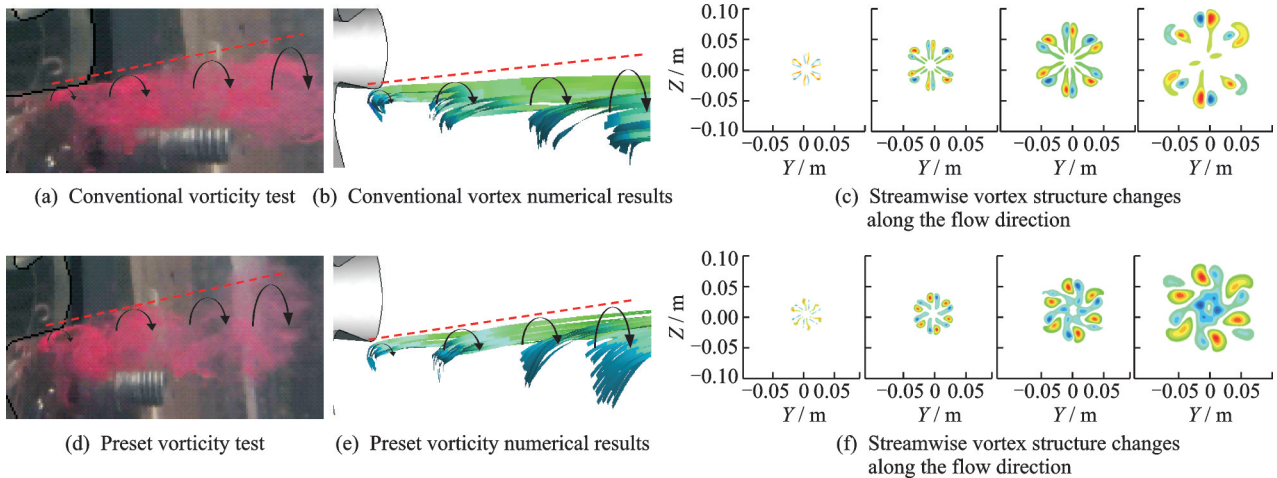 0.10
0.05
0.00
−0.05
−0.10
Z / m
−0.05 0 0.05 −0.05 0 0.05 −0.05 0 0.05 −0.05 0 0.05
Y / m Y / m Y / m Y / m
(a) Conventional vorticity test (b) Conventional vortex numerical results (c) Streamwise vortex structure changes
along the flow direction
0.10
0.05
0.00
−0.05
−0.10
Z / m
−0.05 0 0.05 −0.05 0 0.05 −0.05 0 0.05 −0.05 0 0.05
Y / m Y / m Y / m Y / m
(d) Preset vorticity test (e) Preset vorticity numerical results (f) Streamwise vortex structure changes
along the flow direction